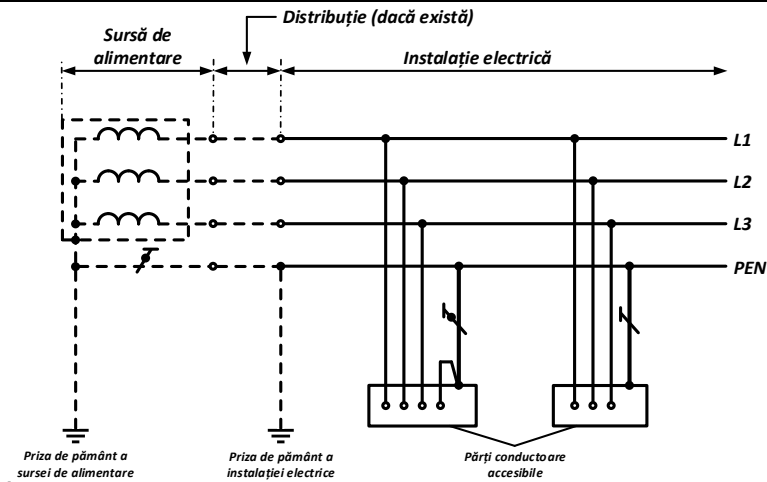 Distribuție (dacă există)
Sursă de
alimentare
Instalație electrică
L1
L2
L3
PEN
Priza de pământ a
sursei de alimentare
Priza de pământ a
instalației electrice
Părți conductoare
accesibile